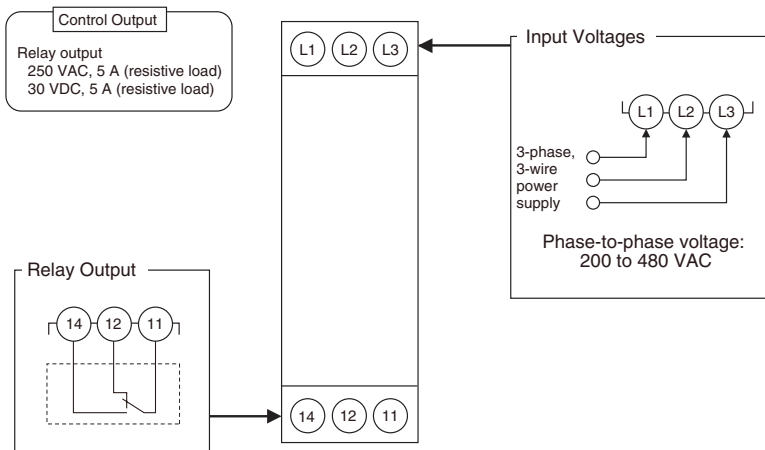 Control Output
Relay output
250 VAC, 5 A (resistive load)
30 VDC, 5 A (resistive load)
L1 L2 L3
Input Voltages
L1 L2 L3
3-phase,
3-wire
power
supply
Phase-to-phase voltage:
200 to 480 VAC
Relay Output
14 12 11
14 12 11